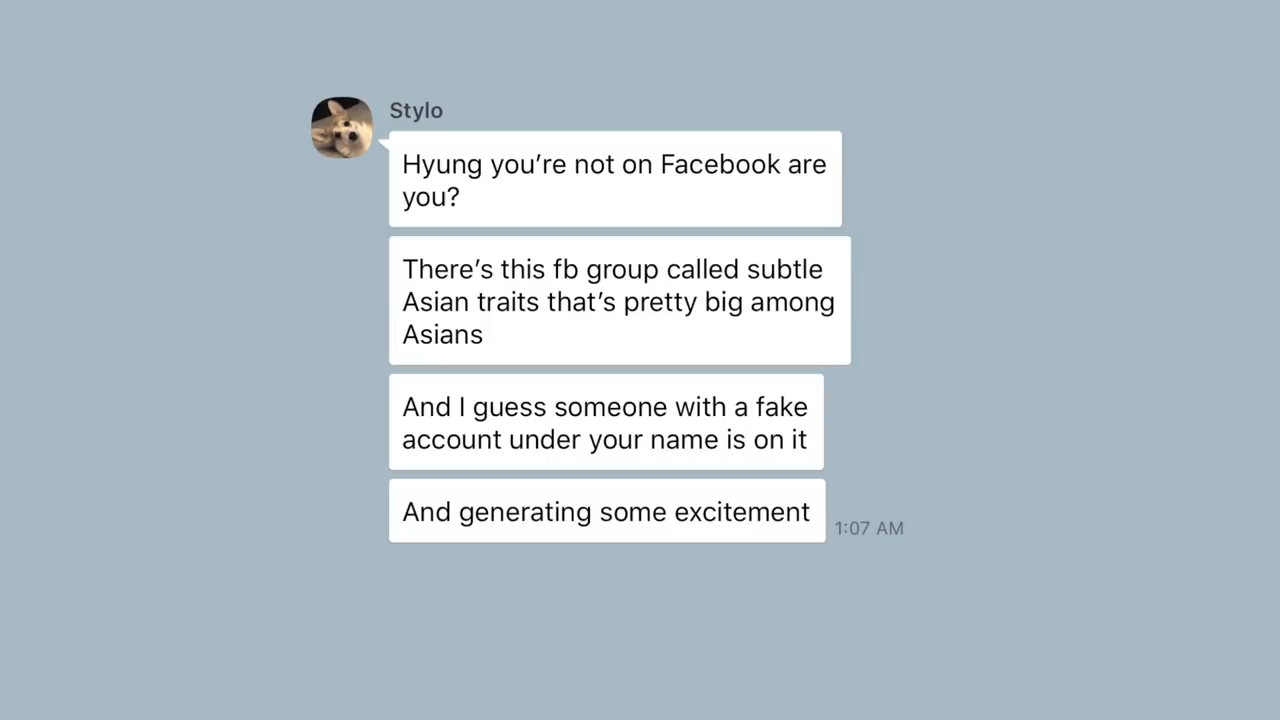 Stylo
Hyung you’re not on Facebook are
you?
There’s this fb group called subtle
Asian traits that’s pretty big among
Asians
And I guess someone with a fake
account under your name is on it
And generating some excitement
1:07 AM